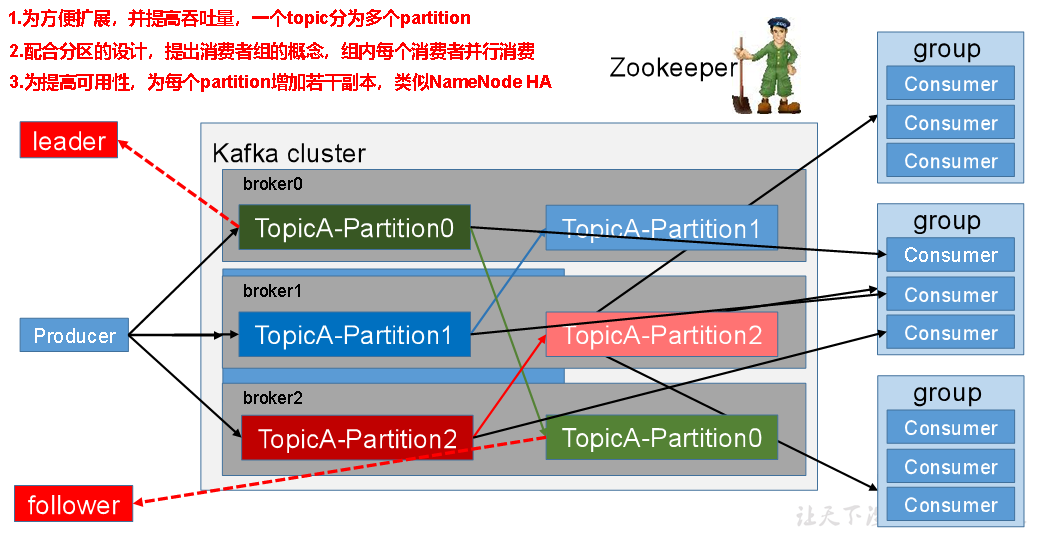 1.为方便扩展，并提高吞吐量，一个topic分为多个partition
2.配合分区的设计，提出消费者组的概念，组内每个消费者并行消费
3.为提高可用性，为每个partition增加若干副本，类似NameNode HA
Zookeeper
leader
Kafka cluster
broker0
TopicA-Partition0
TopicA-Partition1
broker1
Producer
TopicA-Partition1
TopicA-Partition2
broker2
TopicA-Partition2
TopicA-Partition0
follower
group
Consumer
Consumer
Consumer
group
Consumer
Consumer
Consumer
group
Consumer
Consumer
Consumer
让天下没